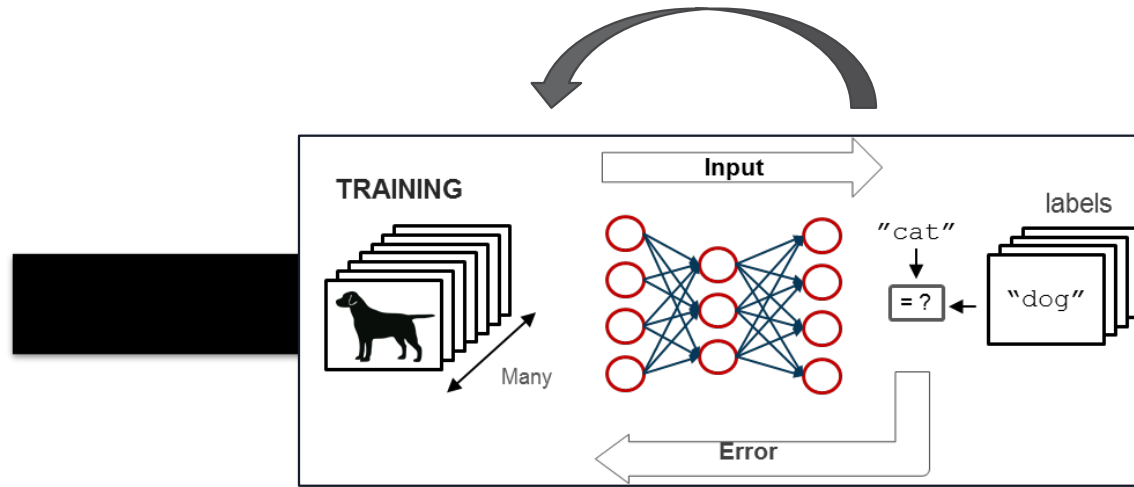 Input
TRAINING
labels
”cat”
= ?
“dog”
Many
Error